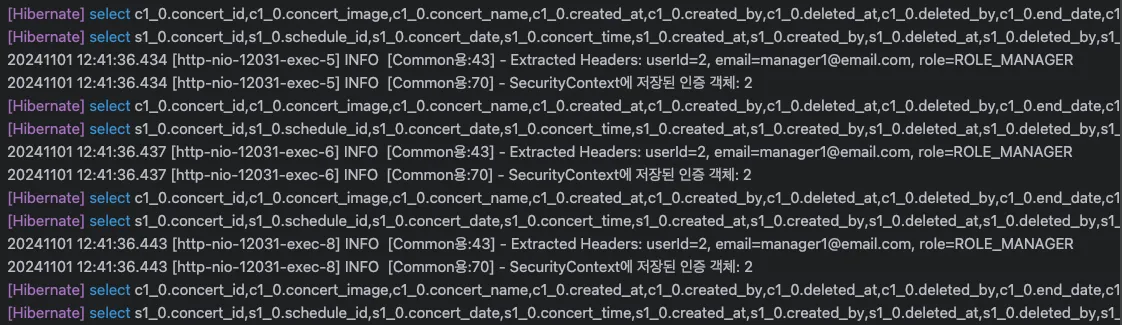 [Hibernate] select c1_0.concert_id,c1_0.concert_image,c1_0.concert_name,c1_0.created_at,c1_0.created_by,c1_0.deleted_at,c1_0.deleted_by,c1_0.end_date,c1
[Hibernate] select s1_0.concert_id,s1_0.schedule_id,s1_0.concert_date,s1_0.concert_time,s1_0.created_at,s1_0.created_by,s1_0.deleted_at,s1_0.deleted_by,s1_
20241101 12:41:36.434 [http-nio-12031-exec-5] INFO [Common용:43] - Extracted Headers: userId=2, email=manager1@email.com, role=ROLE_MANAGER
20241101 12:41:36.434 [http-nio-12031-exec-5] INFO [Common용:70] - SecurityContext에 저장된 인증 객체: 2
[Hibernate] select c1_0.concert_id,c1_0.concert_image,c1_0.concert_name,c1_0.created_at,c1_0.created_by,c1_0.deleted_at,c1_0.deleted_by,c1_0.end_date,c1
[Hibernate] select s1_0.concert_id,s1_0.schedule_id,s1_0.concert_date,s1_0.concert_time,s1_0.created_at,s1_0.created_by,s1_0.deleted_at,s1_0.deleted_by,s1_
20241101 12:41:36.437 [http-nio-12031-exec-6] INFO [Common용:43] - Extracted Headers: userId=2, email=manager1@email.com, role=ROLE_MANAGER
20241101 12:41:36.437 [http-nio-12031-exec-6] INFO [Common용:70] - SecurityContext에 저장된 인증 객체: 2
[Hibernate] select c1_0.concert_id,c1_0.concert_image,c1_0.concert_name,c1_0.created_at,c1_0.created_by,c1_0.deleted_at,c1_0.deleted_by,c1_0.end_date,c1
[Hibernate] select s1_0.concert_id,s1_0.schedule_id,s1_0.concert_date,s1_0.concert_time,s1_0.created_at,s1_0.created_by,s1_0.deleted_at,s1_0.deleted_by,s1_
20241101 12:41:36.443 [http-nio-12031-exec-8] INFO [Common용:43] - Extracted Headers: userId=2, email=manager1@email.com, role=ROLE_MANAGER
20241101 12:41:36.443 [http-nio-12031-exec-8] INFO [Common용:70] - SecurityContext에 저장된 인증 객체: 2
[Hibernate] select c1_0.concert_id,c1_0.concert_image,c1_0.concert_name,c1_0.created_at,c1_0.created_by,c1_0.deleted_at,c1_0.deleted_by,c1_0.end_date,c1
[Hibernate] select s1_0.concert_id,s1_0.schedule_id,s1_0.concert_date,s1_0.concert_time,s1_0.created_at,s1_0.created_by,s1_0.deleted_at,s1_0.deleted_by,s1_